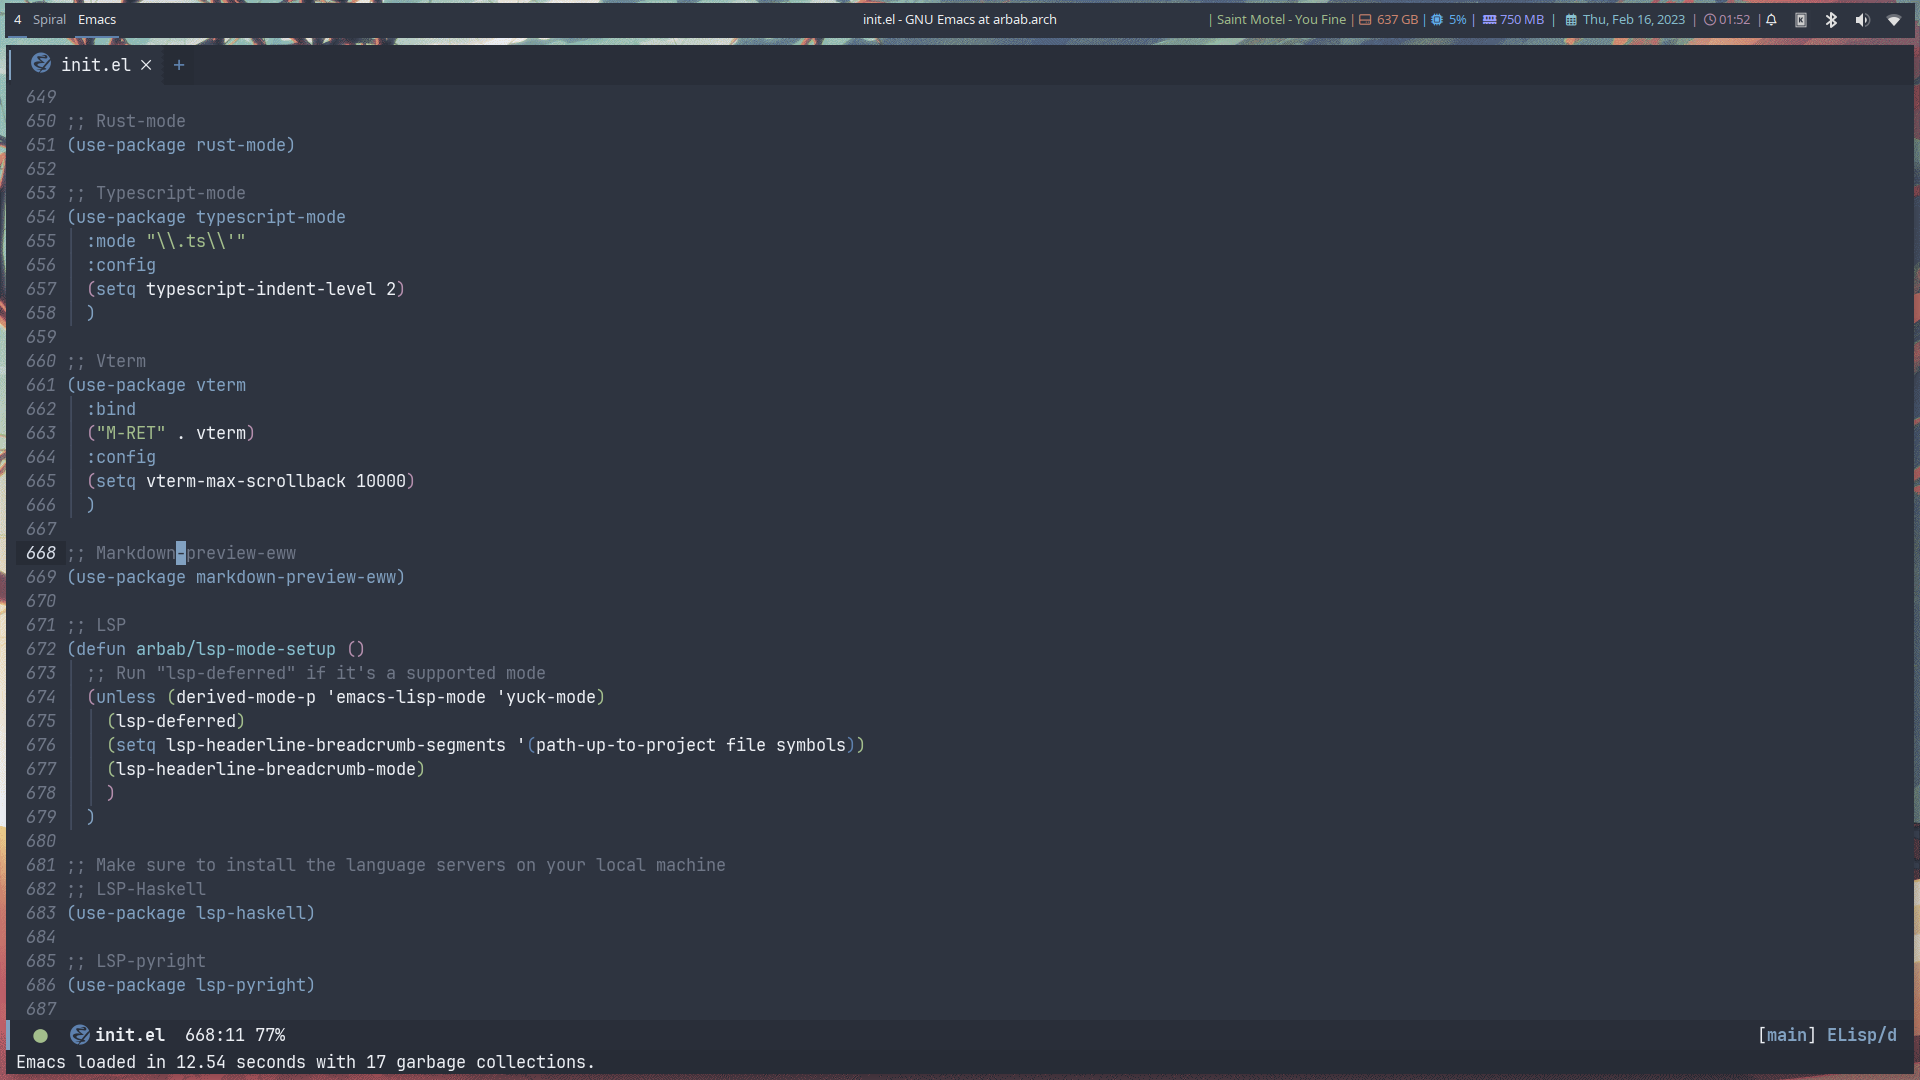 4 Spiral Emacs init.el - GNU Emacs at arbab.arch | Saint Motel - You Fine | 637 GB | 5% | 750 MB | Thu, Feb 16, 2023 | 01:52 |
init.el × +
649
650 ;; Rust-mode
651 (use-package rust-mode)
652
653 ;; Typescript-mode
654 (use-package typescript-mode
655   :mode "\\.ts\\'"
656   :config
657   (setq typescript-indent-level 2)
658   )
659
660 ;; Vterm
661 (use-package vterm
662   :bind
663   ("M-RET" . vterm)
664   :config
665   (setq vterm-max-scrollback 10000)
666   )
667
668 ;; Markdown-preview-eww
669 (use-package markdown-preview-eww)
670
671 ;; LSP
672 (defun arbab/lsp-mode-setup ()
673   ;; Run "lsp-deferred" if it's a supported mode
674   (unless (derived-mode-p 'emacs-lisp-mode 'yuck-mode)
675     (lsp-deferred)
676     (setq lsp-headerline-breadcrumb-segments '(path-up-to-project file symbols))
677     (lsp-headerline-breadcrumb-mode)
678     )
679   )
680
681 ;; Make sure to install the language servers on your local machine
682 ;; LSP-Haskell
683 (use-package lsp-haskell)
684
685 ;; LSP-pyright
686 (use-package lsp-pyright)
687
init.el 668:11 77% [main] ELisp/d
Emacs loaded in 12.54 seconds with 17 garbage collections.